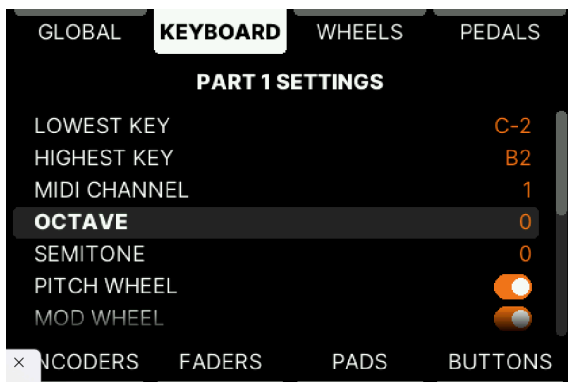 GLOBAL KEYBOARD WHEELS PEDALS
PART 1 SETTINGS
LOWEST KEY C-2
HIGHEST KEY B2
MIDI CHANNEL 1
OCTAVE 0
SEMITONE 0
PITCH WHEEL
MOD WHEEL
× NCODERS FADERS PADS BUTTONS